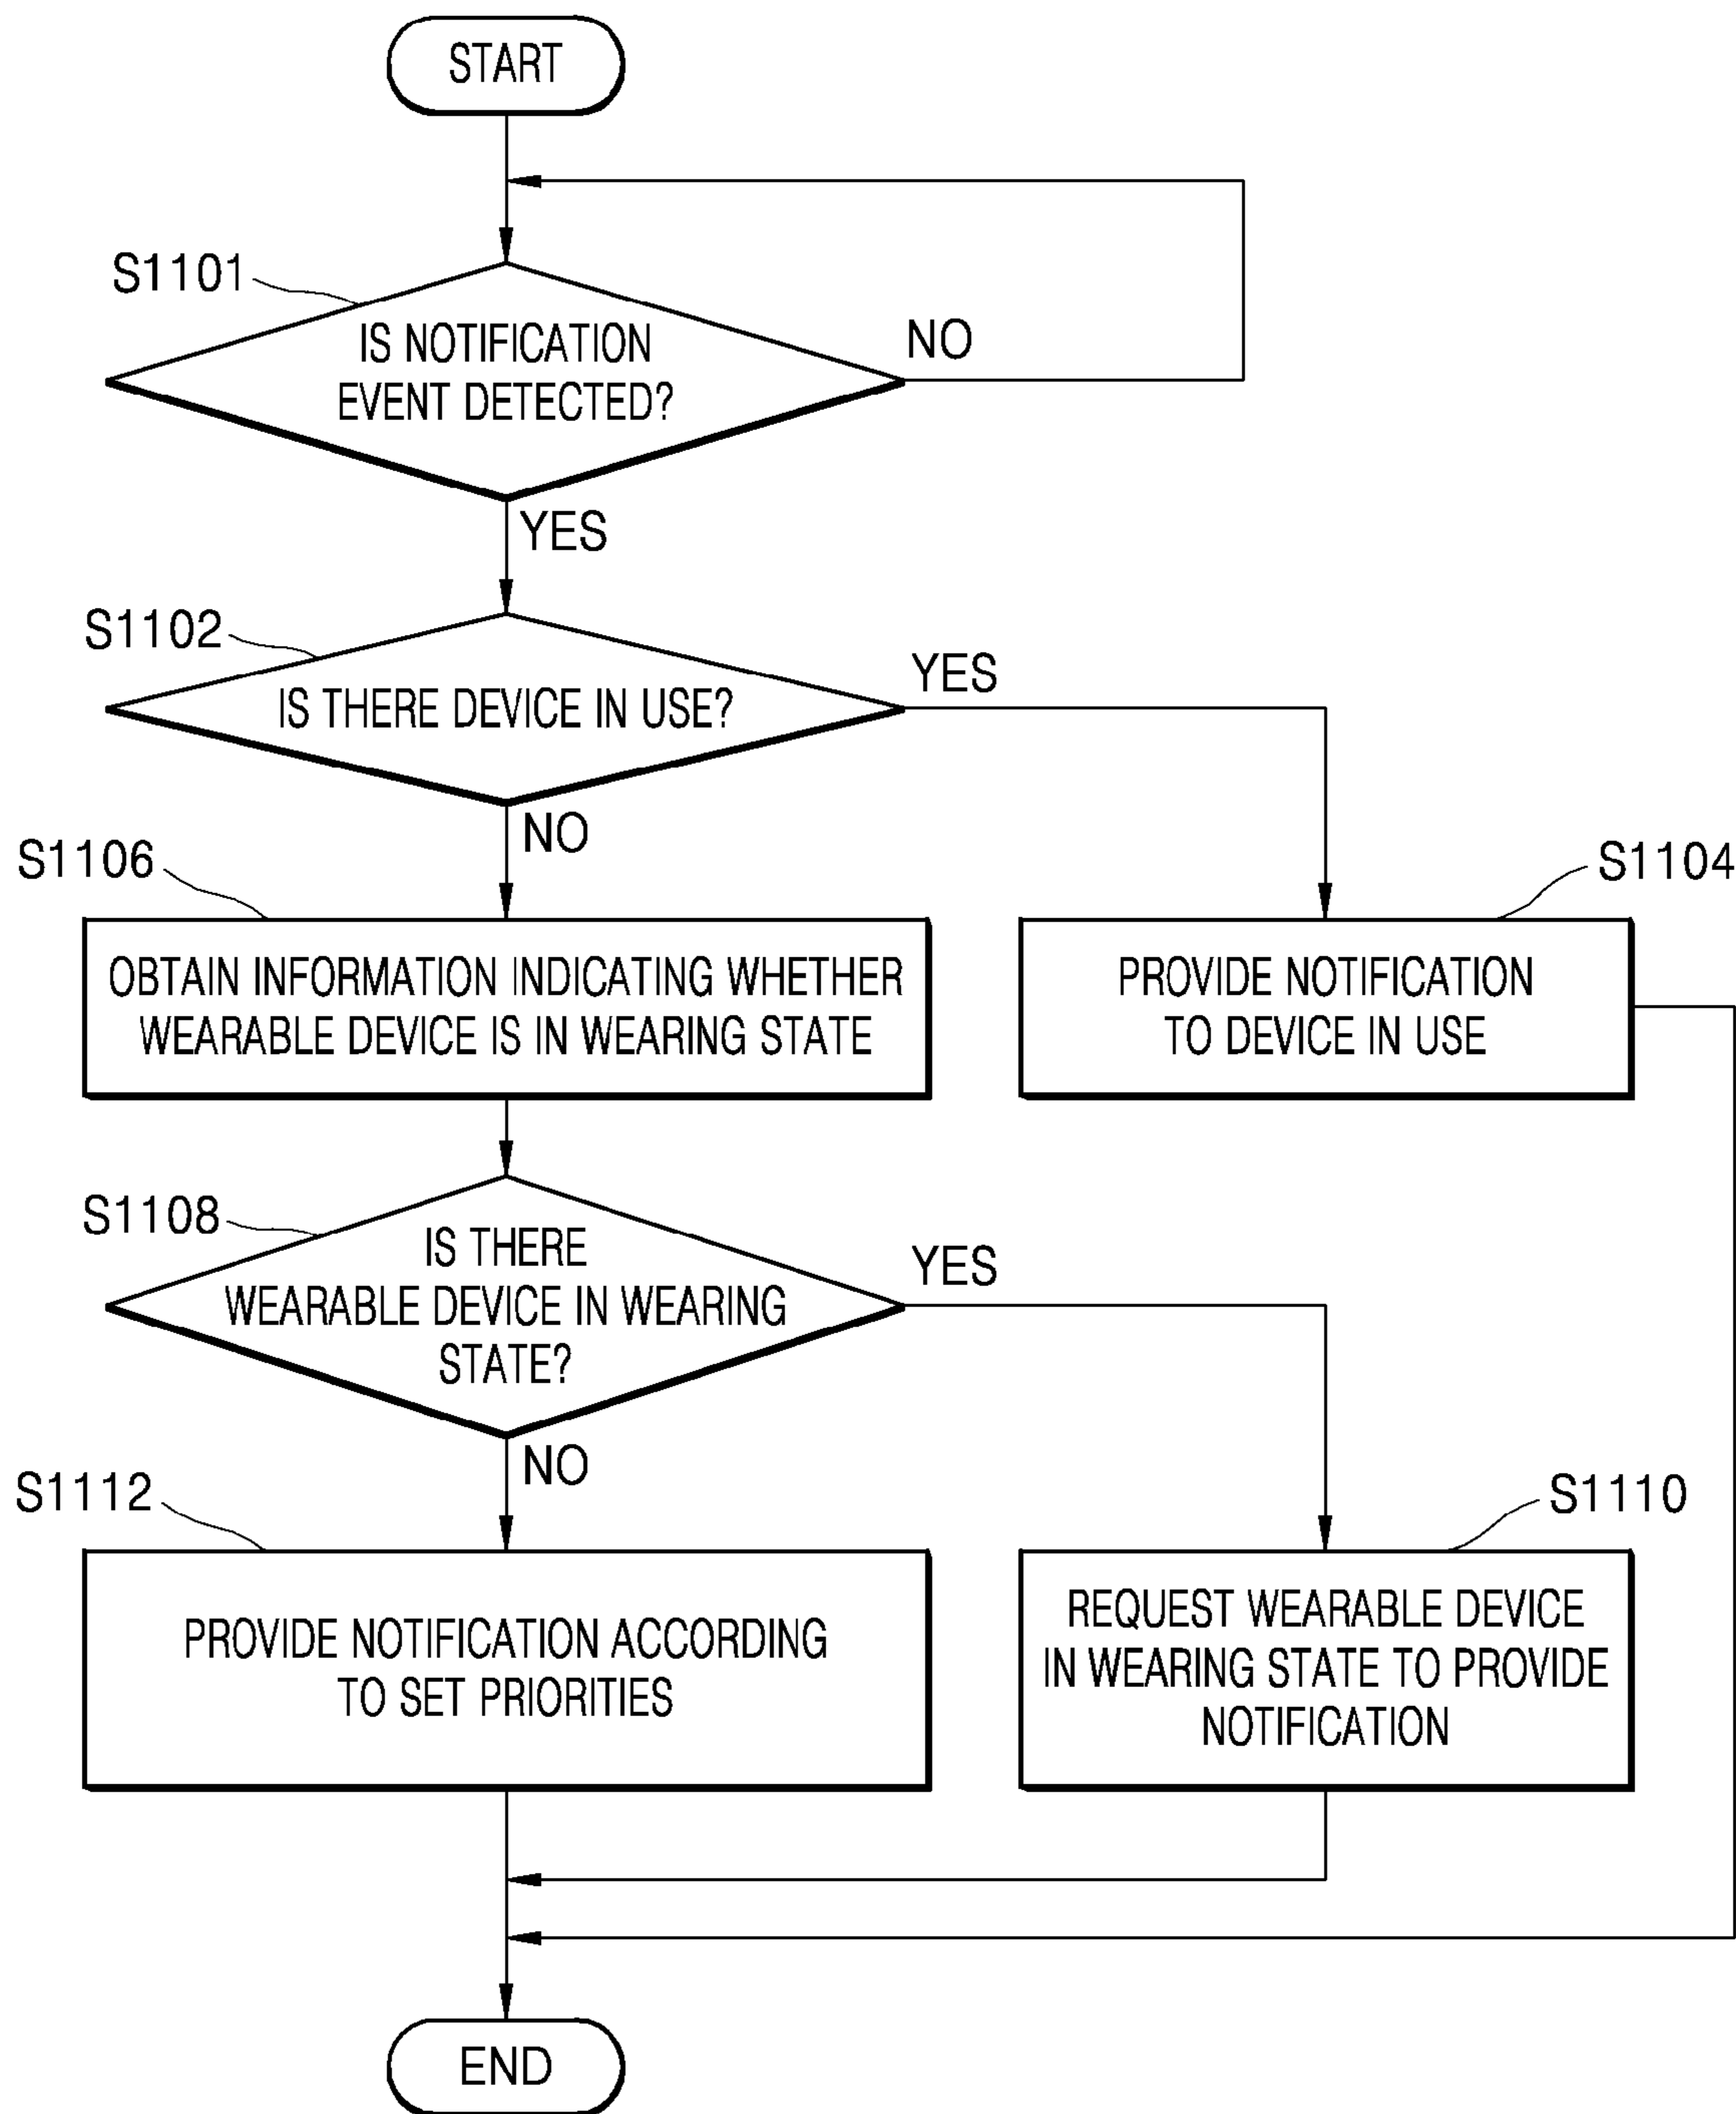 START
S1101
IS NOTIFICATION
EVENT DETECTED?
NO
YES
S1102
IS THERE DEVICE IN USE?
YES
NO
S1106
OBTAIN INFORMATION INDICATING WHETHER
WEARABLE DEVICE IS IN WEARING STATE
S1104
PROVIDE NOTIFICATION
TO DEVICE IN USE
S1108
IS THERE
WEARABLE DEVICE IN WEARING
STATE?
YES
NO
S1112
PROVIDE NOTIFICATION ACCORDING
TO SET PRIORITIES
S1110
REQUEST WEARABLE DEVICE
IN WEARING STATE TO PROVIDE
NOTIFICATION
END